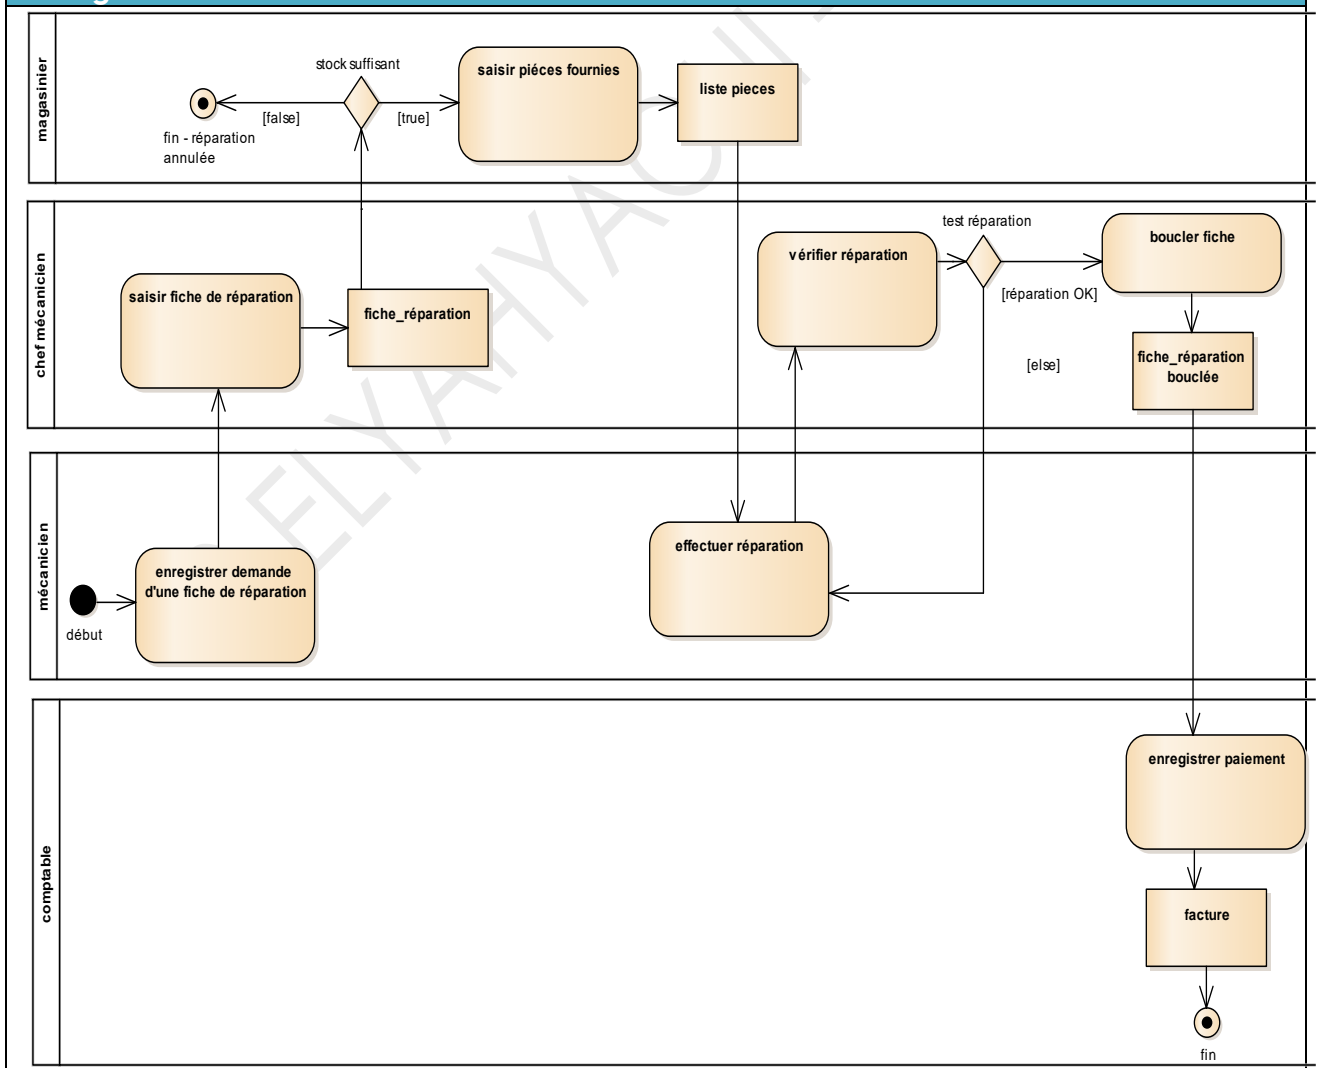 magasinier
stock suffisant
[false]
[true]
fin - réparation
annulée
saisir piéces fournies
liste pieces
chef mécanicien
saisir fiche de réparation
fiche_réparation
vérifier réparation
test réparation
[réparation OK]
[else]
boucler fiche
fiche_réparation
bouclée
mécanicien
début
enregistrer demande
d'une fiche de réparation
effectuer réparation
comptable
enregistrer paiement
facture
fin
ELYAHYAOUI